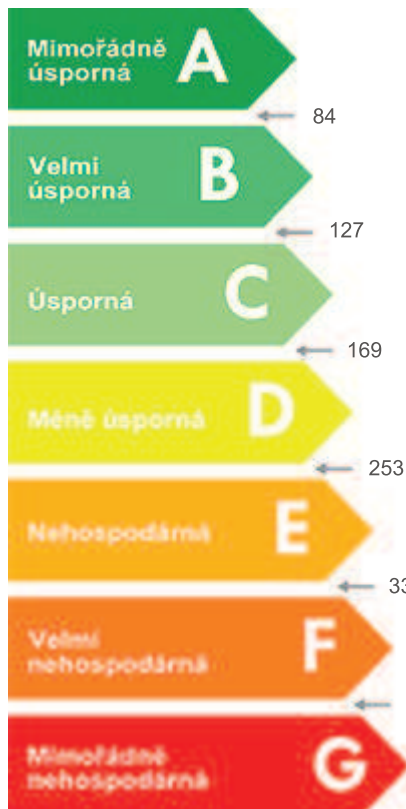 Mimořádně
úsporná
A
84
Velmi
úsporná
B
127
Úsporná
C
169
Méně úsporná
D
253
Nehospodárná
E
Velmi
nehospodárná
F
Mimořádně
nehospodárná
G